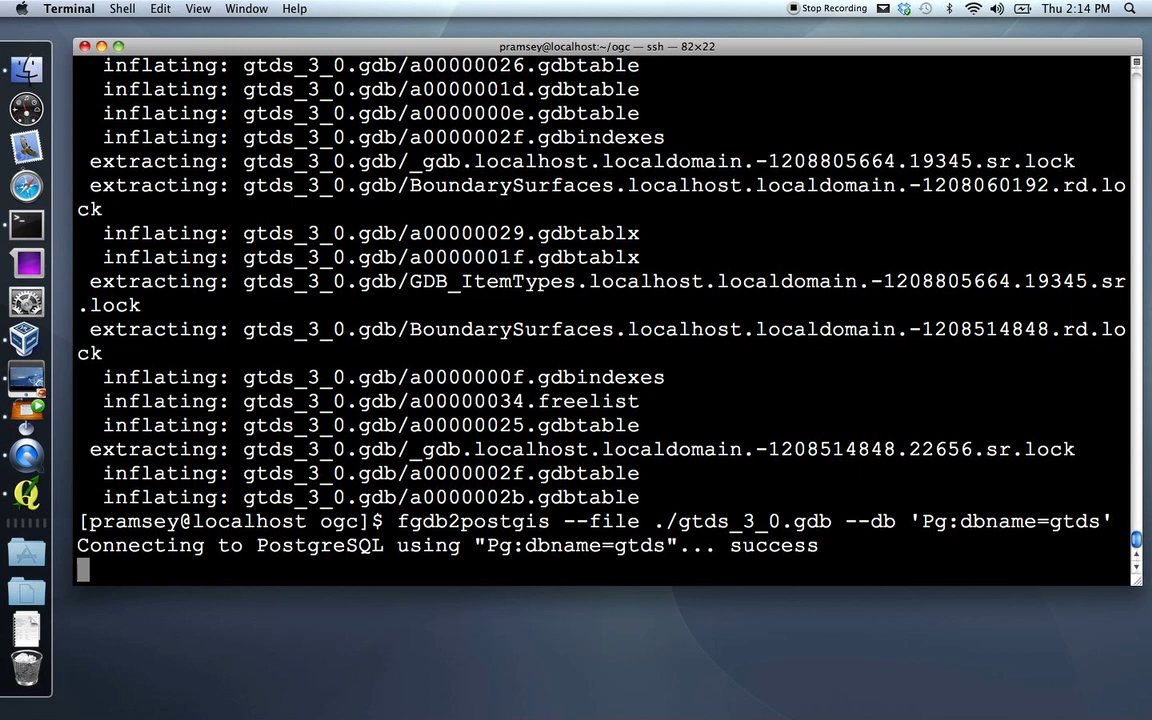 Terminal Shell Edit View Window Help Stop Recording Thu 2:14 PM
pramsey@localhost:~/ogc — ssh — 82×22
inflating: gtds_3_0.gdb/a00000026.gdbtable
inflating: gtds_3_0.gdb/a0000001d.gdbtable
inflating: gtds_3_0.gdb/a0000000e.gdbtable
inflating: gtds_3_0.gdb/a0000002f.gdbindexes
extracting: gtds_3_0.gdb/_gdb.localhost.localdomain.-1208805664.19345.sr.lock
extracting: gtds_3_0.gdb/BoundarySurfaces.localhost.localdomain.-1208060192.rd.lo
ck
inflating: gtds_3_0.gdb/a00000029.gdbtablx
inflating: gtds_3_0.gdb/a0000001f.gdbtablx
extracting: gtds_3_0.gdb/GDB_ItemTypes.localhost.localdomain.-1208805664.19345.sr
.lock
extracting: gtds_3_0.gdb/BoundarySurfaces.localhost.localdomain.-1208514848.rd.lo
ck
inflating: gtds_3_0.gdb/a0000000f.gdbindexes
inflating: gtds_3_0.gdb/a00000034.freelist
inflating: gtds_3_0.gdb/a00000025.gdbtable
extracting: gtds_3_0.gdb/_gdb.localhost.localdomain.-1208514848.22656.sr.lock
inflating: gtds_3_0.gdb/a0000002f.gdbtable
inflating: gtds_3_0.gdb/a0000002b.gdbtable
[pramsey@localhost ogc]$ fgdb2postgis --file ./gtds_3_0.gdb --db 'Pg:dbname=gtds'
Connecting to PostgreSQL using "Pg:dbname=gtds"... success